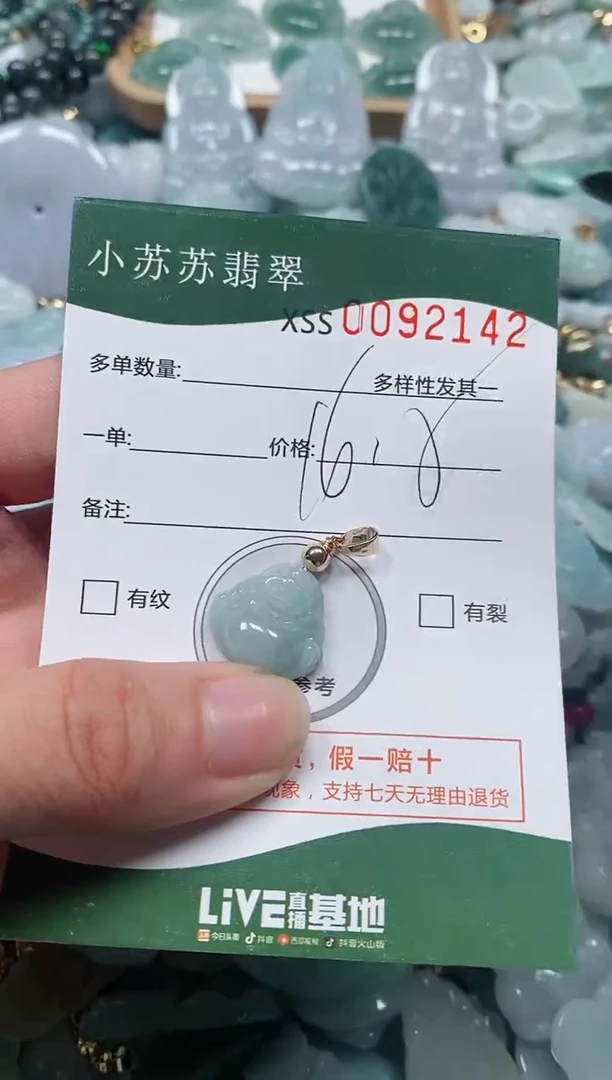 小苏苏翡翠
XSS 0092142
多单数量:
多样性发其一
一单:
价格:
备注:
有纹
有裂
参考
，假一赔十
现象，支持七天无理由退货
LiVE直播基地
今日头条 抖音 西瓜视频 抖音火山版